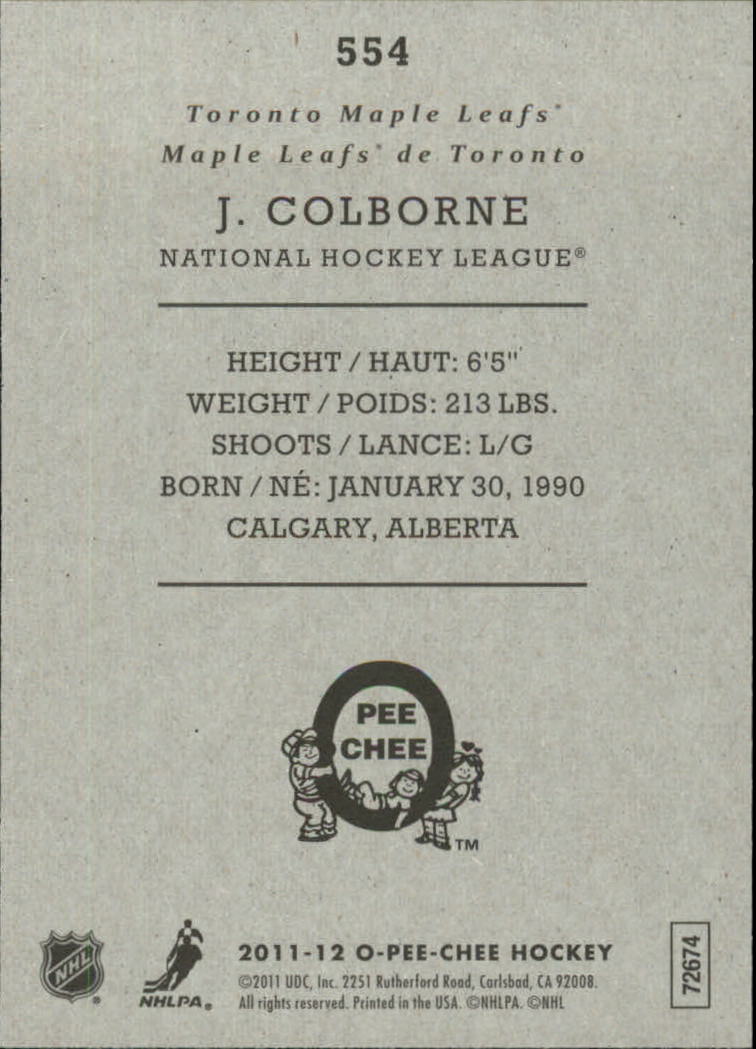 554
Toronto Maple Leafs®
Maple Leafs® de Toronto
J. COLBORNE
NATIONAL HOCKEY LEAGUE®
HEIGHT / HAUT: 6'5"
WEIGHT / POIDS: 213 LBS.
SHOOTS / LANCE: L/G
BORN / NÉ: JANUARY 30, 1990
CALGARY, ALBERTA
O
PEE
CHEE
TM
NHL ®
NHLPA®
2011-12 O-PEE-CHEE HOCKEY
©2011 UDC, Inc. 2251 Rutherford Road, Carlsbad, CA 92008.
All rights reserved. Printed in the USA. ©NHLPA. ©NHL
72674